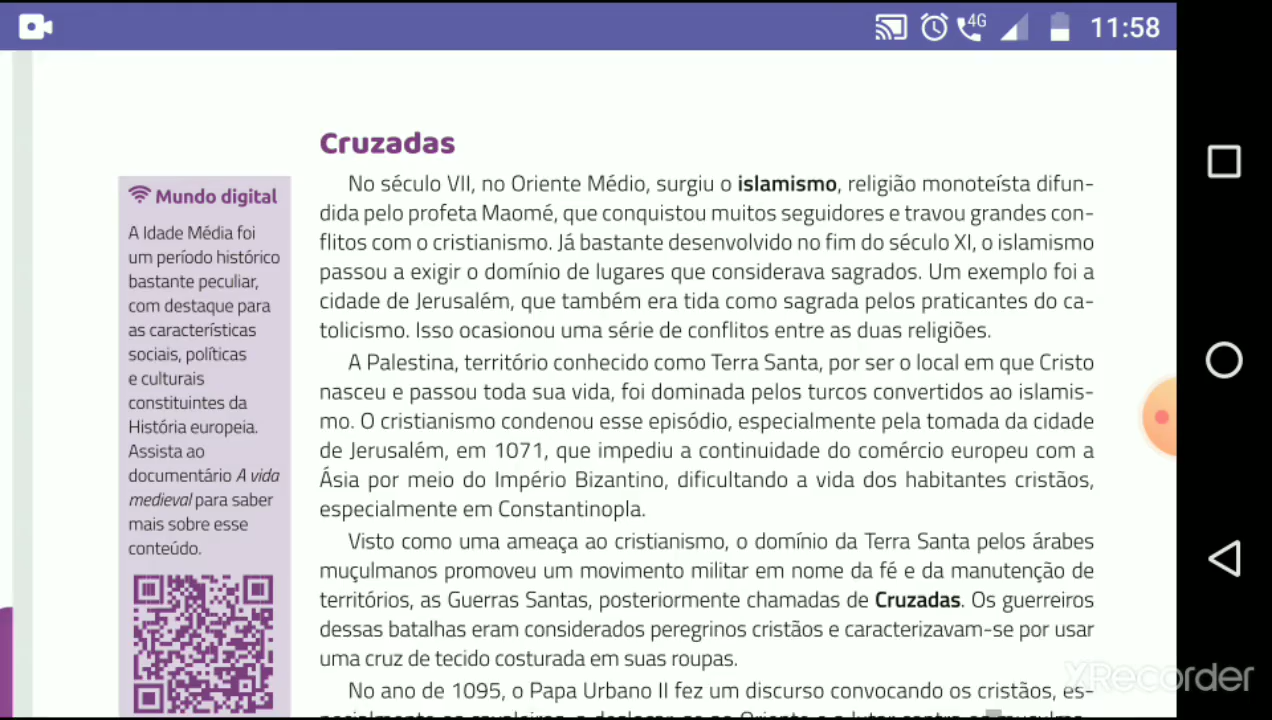 4G
11:58
Cruzadas
No século VII, no Oriente Médio, surgiu o islamismo, religião monoteísta difun-
dida pelo profeta Maomé, que conquistou muitos seguidores e travou grandes con-
flitos com o cristianismo. Já bastante desenvolvido no fim do século XI, o islamismo
passou a exigir o domínio de lugares que considerava sagrados. Um exemplo foi a
cidade de Jerusalém, que também era tida como sagrada pelos praticantes do ca-
tolicismo. Isso ocasionou uma série de conflitos entre as duas religiões.
A Palestina, território conhecido como Terra Santa, por ser o local em que Cristo
nasceu e passou toda sua vida, foi dominada pelos turcos convertidos ao islamis-
mo. O cristianismo condenou esse episódio, especialmente pela tomada da cidade
de Jerusalém, em 1071, que impediu a continuidade do comércio europeu com a
Ásia por meio do Império Bizantino, dificultando a vida dos habitantes cristãos,
especialmente em Constantinopla.
Visto como uma ameaça ao cristianismo, o domínio da Terra Santa pelos árabes
muçulmanos promoveu um movimento militar em nome da fé e da manutenção de
territórios, as Guerras Santas, posteriormente chamadas de Cruzadas. Os guerreiros
dessas batalhas eram considerados peregrinos cristãos e caracterizavam-se por usar
uma cruz de tecido costurada em suas roupas.
No ano de 1095, o Papa Urbano II fez um discurso convocando os cristãos, es-
pecialmente os cavaleiros, a deslocar-se ao Oriente e a lutar contra os muçulma-
Mundo digital
A Idade Média foi
um período histórico
bastante peculiar,
com destaque para
as características
sociais, políticas
e culturais
constituintes da
História europeia.
Assista ao
documentário A vida
medieval para saber
mais sobre esse
conteúdo.
XRecorder